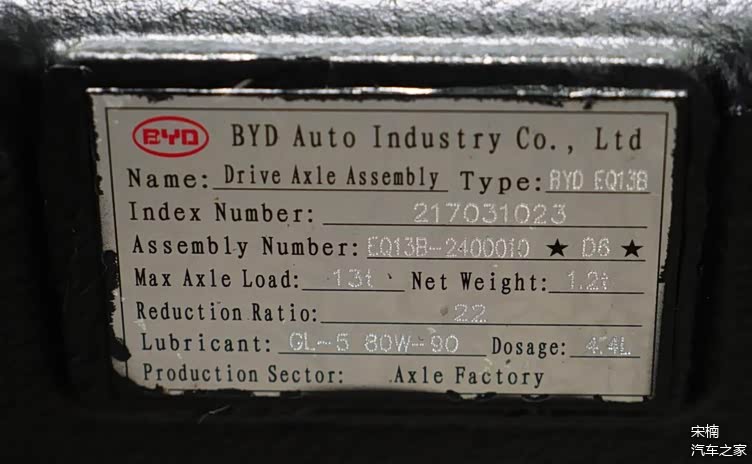 BYD BYD Auto Industry Co., Ltd
Name: Drive Axle Assembly Type: BYD EQ13B
Index Number: 217031023
Assembly Number: EQ13B-2400010 ★ D6 ★
Max Axle Load: 13t Net Weight: 1.2t
Reduction Ratio: 22
Lubricant: GL-5 80W-90 Dosage: 4.4L
Production Sector: Axle Factory
宋楠
汽车之家